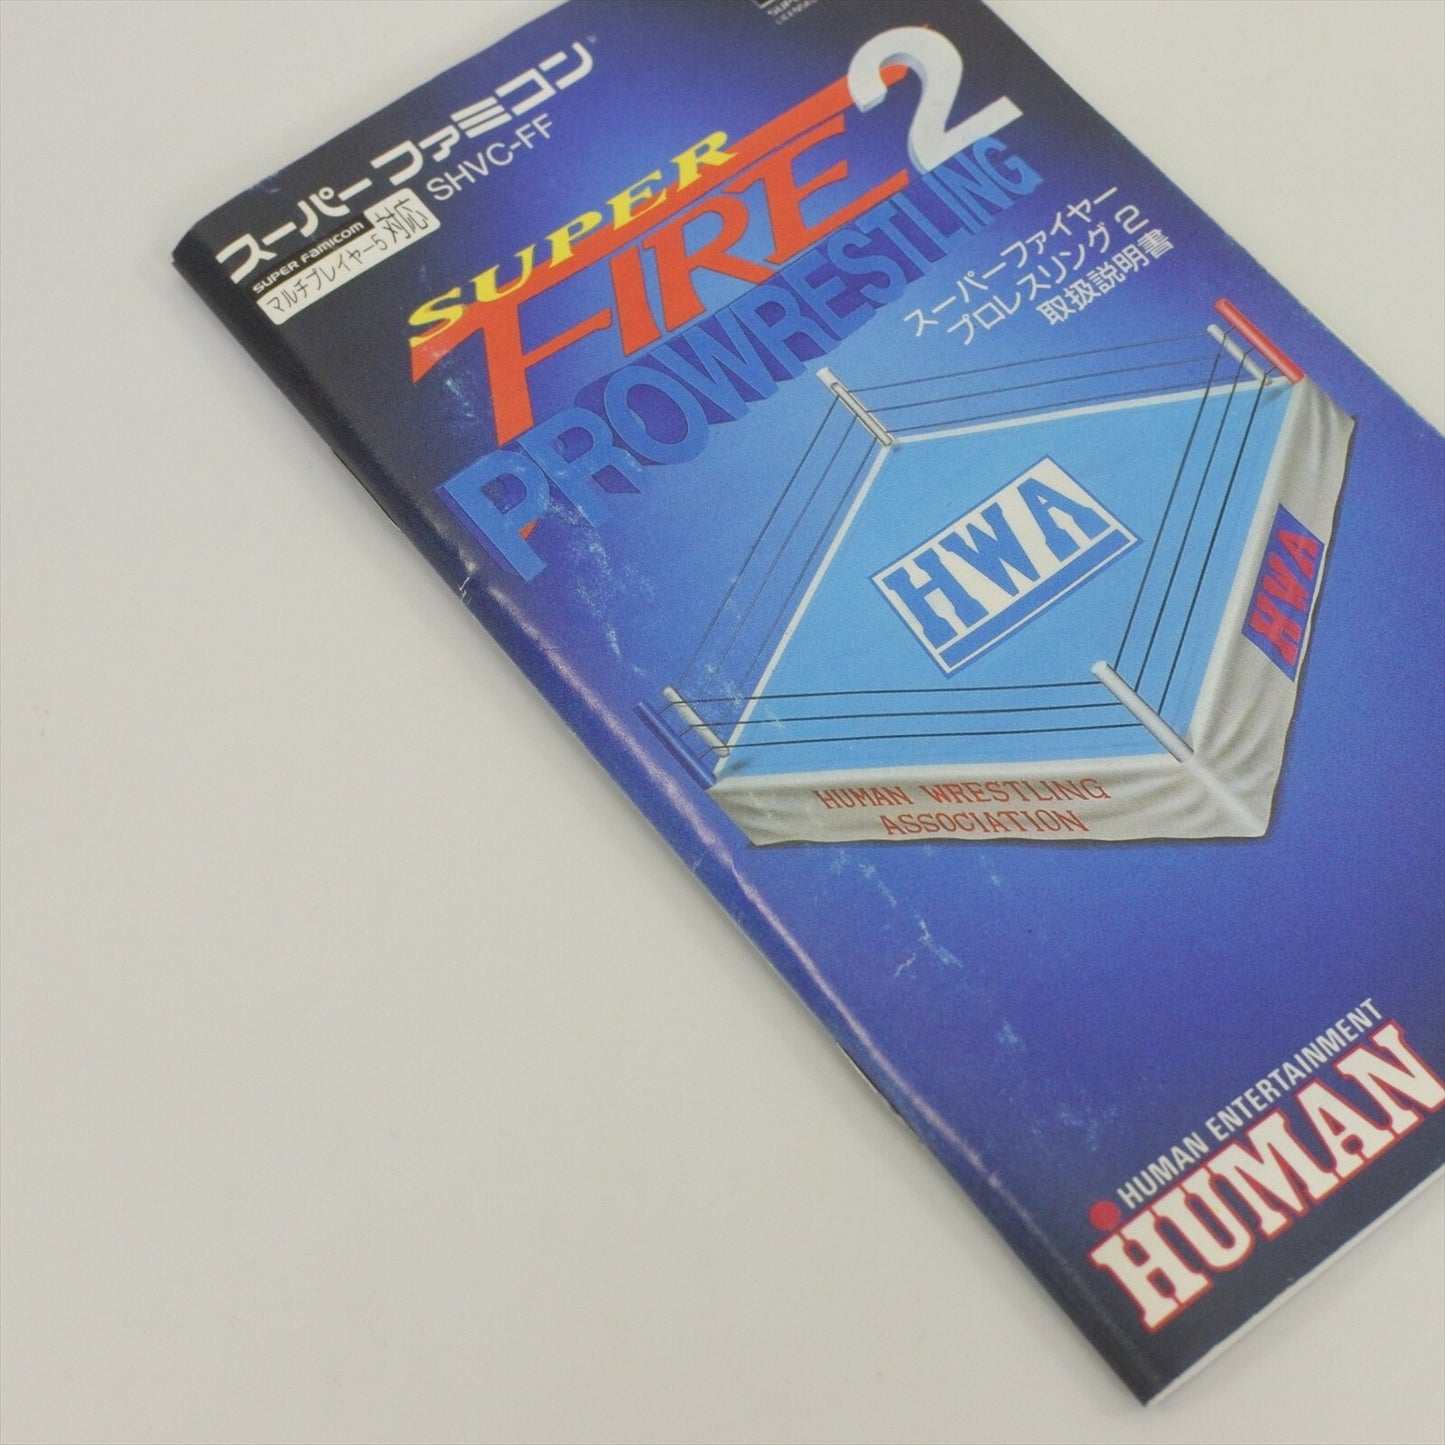 スーパーファミコン
SUPER Famicom
マルチプレイヤー5対応
SHVC-FF
SUPER
FIRE 2
PROWRESTLING
スーパーファイヤー
プロレスリング 2
取扱説明書
HWA
HWA
HUMAN WRESTLING
ASSOCIATION
HUMAN ENTERTAINMENT
HUMAN